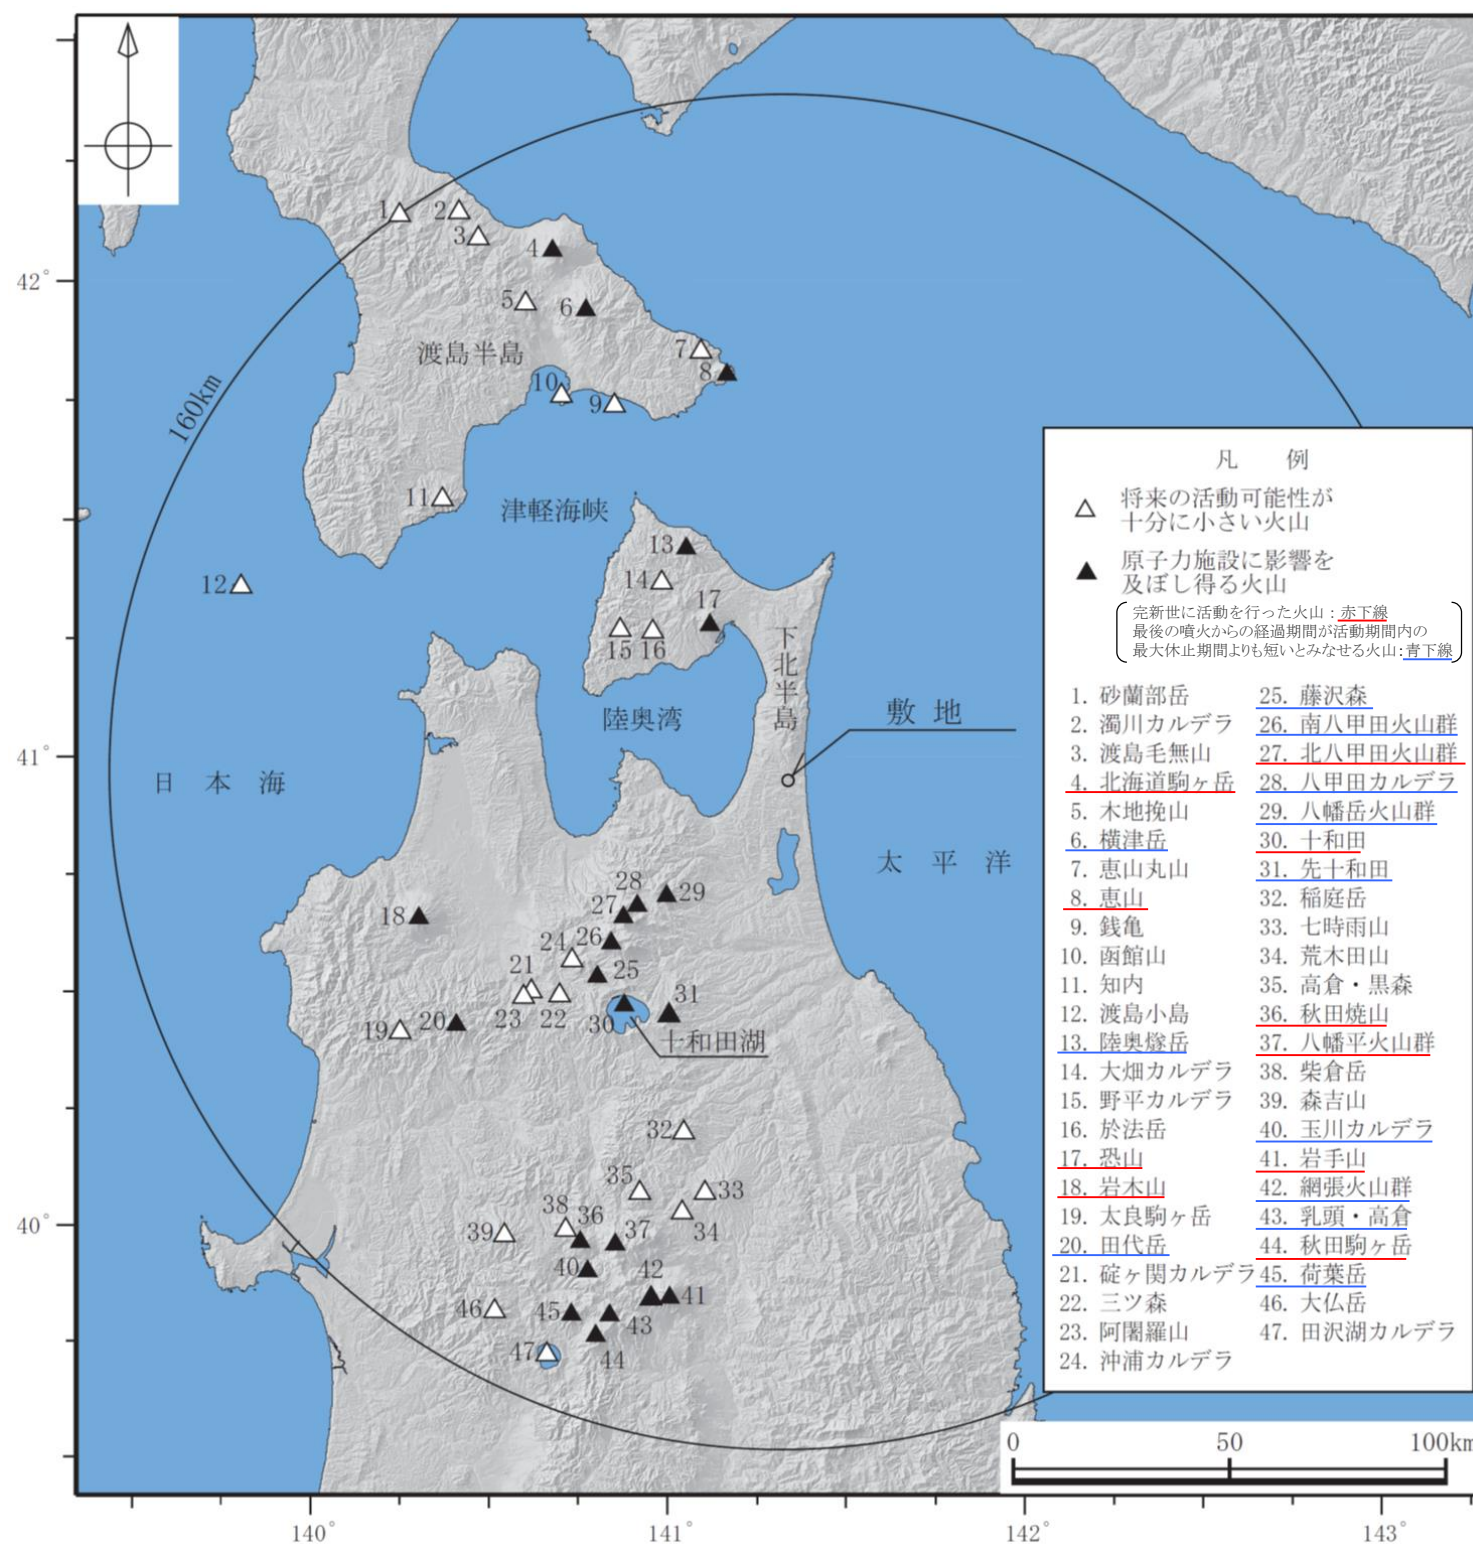 1
2
3
4
42°
5
6
渡島半島
7
8
10
9
160km
11
津軽海峡
13
12
14
17
15
16
下北半島
陸奥湾
敷地
41°
日本海
太平洋
28
29
27
18
26
24
21
25
31
23
22
30
20
19
十和田湖
32
35
33
38
36
34
39
37
40
42
41
46
45
43
47
44
40°
凡例
△ 将来の活動可能性が
十分に小さい火山
▲ 原子力施設に影響を
及ぼし得る火山
完新世に活動を行った火山：赤下線
最後の噴火からの経過期間が活動期間内の
最大休止期間よりも短いとみなせる火山：青下線
1. 砂蘭部岳
2. 濁川カルデラ
3. 渡島毛無山
4. 北海道駒ヶ岳
5. 木地挽山
6. 横津岳
7. 恵山丸山
8. 恵山
9. 銭亀
10. 函館山
11. 知内
12. 渡島小島
13. 陸奥燧岳
14. 大畑カルデラ
15. 野平カルデラ
16. 於法岳
17. 恐山
18. 岩木山
19. 太良駒ヶ岳
20. 田代岳
21. 碇ヶ関カルデラ
22. 三ツ森
23. 阿闍羅山
24. 沖浦カルデラ
25. 藤沢森
26. 南八甲田火山群
27. 北八甲田火山群
28. 八甲田カルデラ
29. 八幡岳火山群
30. 十和田
31. 先十和田
32. 稲庭岳
33. 七時雨山
34. 荒木田山
35. 高倉・黒森
36. 秋田焼山
37. 八幡平火山群
38. 柴倉岳
39. 森吉山
40. 玉川カルデラ
41. 岩手山
42. 網張火山群
43. 乳頭・高倉
44. 秋田駒ヶ岳
45. 荷葉岳
46. 大仏岳
47. 田沢湖カルデラ
0 50 100km
140° 141° 142° 143°